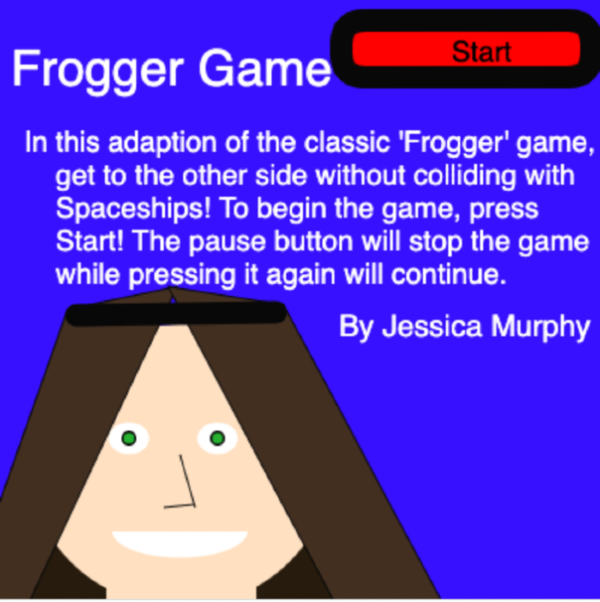 Start
Frogger Game
In this adaption of the classic 'Frogger' game,
get to the other side without colliding with
Spaceships! To begin the game, press
Start! The pause button will stop the game
while pressing it again will continue.
By Jessica Murphy